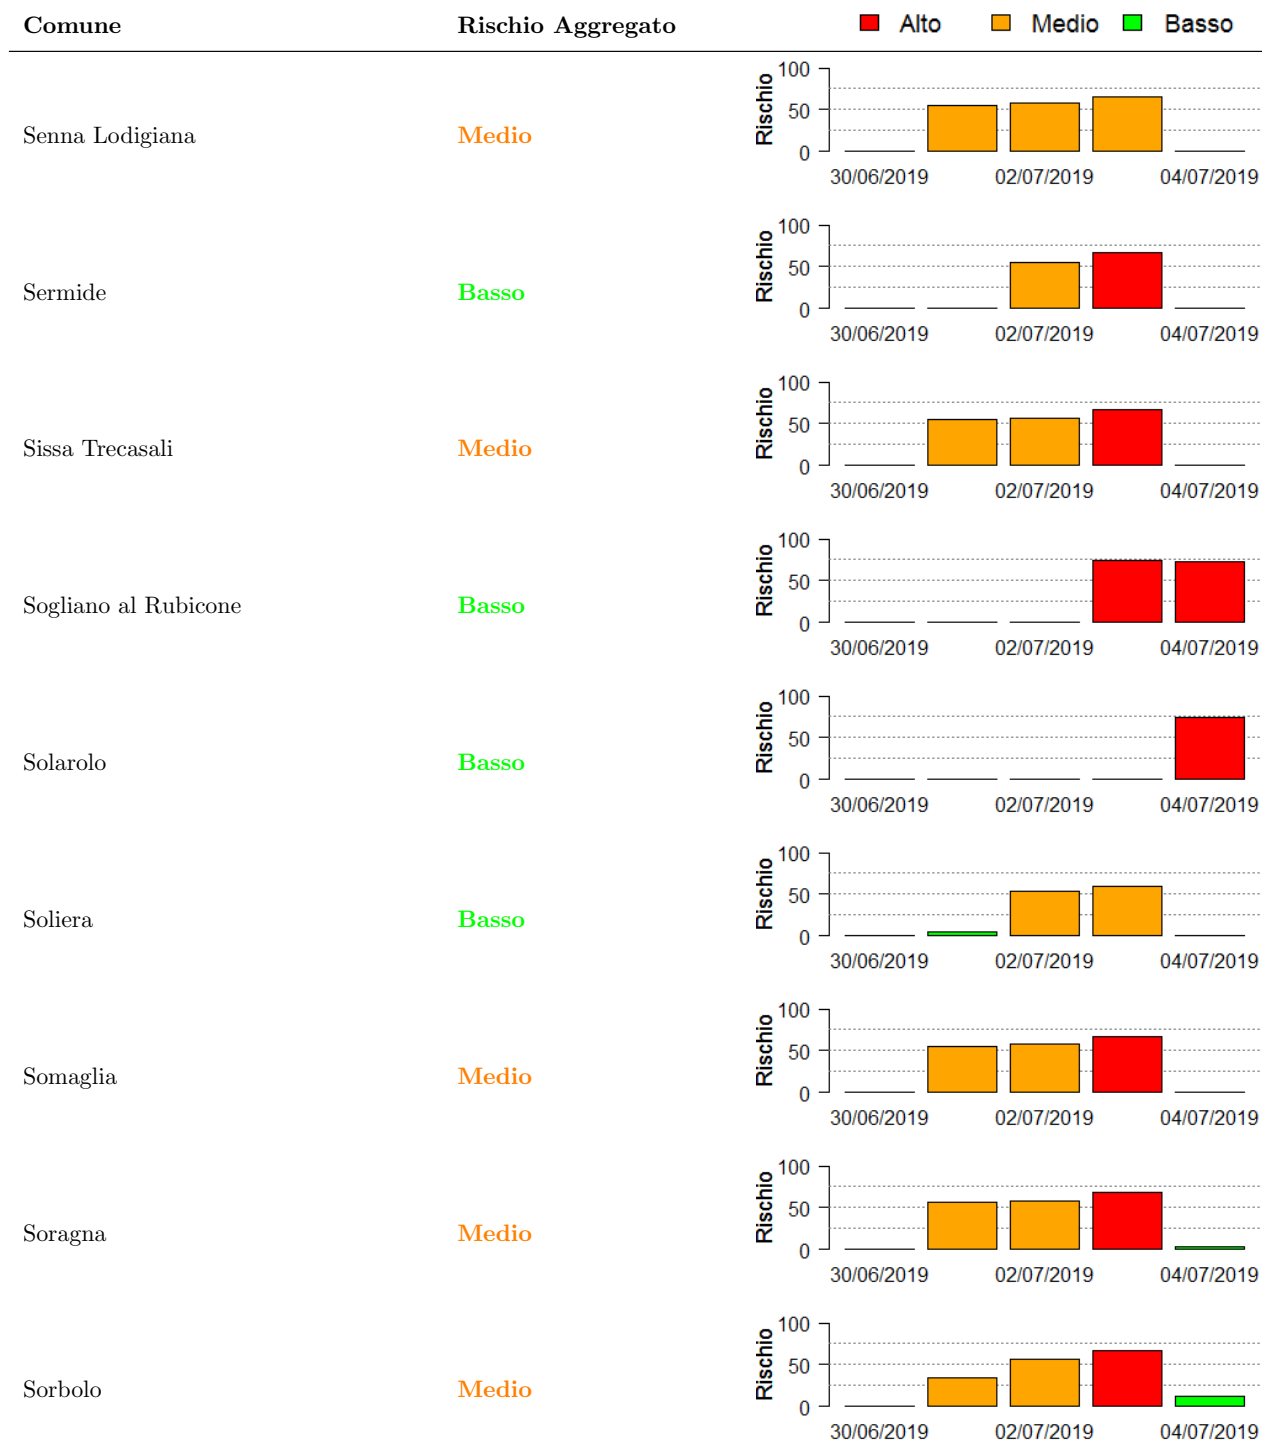 Comune Rischio Aggregato Alto Medio Basso
Senna Lodigiana Medio
Rischio
100
50
0
30/06/2019 02/07/2019 04/07/2019
Sermide Basso
Rischio
100
50
0
30/06/2019 02/07/2019 04/07/2019
Sissa Trecasali Medio
Rischio
100
50
0
30/06/2019 02/07/2019 04/07/2019
Sogliano al Rubicone Basso
Rischio
100
50
0
30/06/2019 02/07/2019 04/07/2019
Solarolo Basso
Rischio
100
50
0
30/06/2019 02/07/2019 04/07/2019
Soliera Basso
Rischio
100
50
0
30/06/2019 02/07/2019 04/07/2019
Somaglia Medio
Rischio
100
50
0
30/06/2019 02/07/2019 04/07/2019
Soragna Medio
Rischio
100
50
0
30/06/2019 02/07/2019 04/07/2019
Sorbolo Medio
Rischio
100
50
0
30/06/2019 02/07/2019 04/07/2019